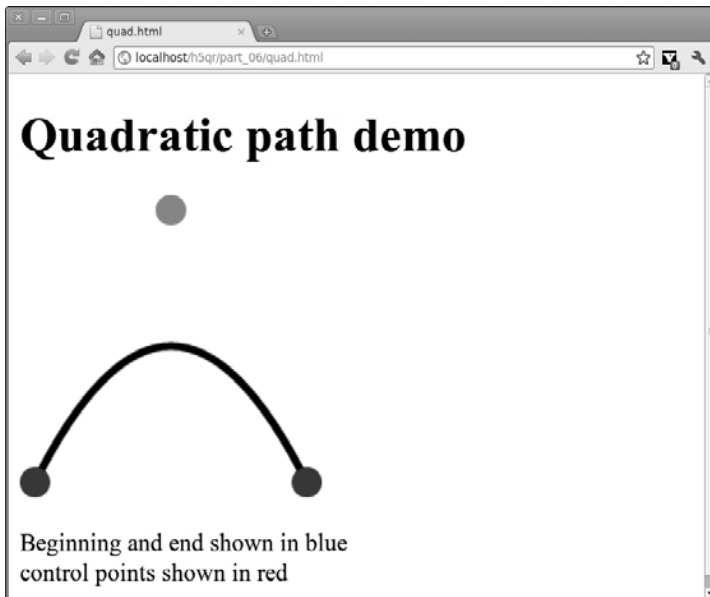 quad.html
localhost/h5qr/part_06/quad.html
Quadratic path demo
Beginning and end shown in blue
control points shown in red